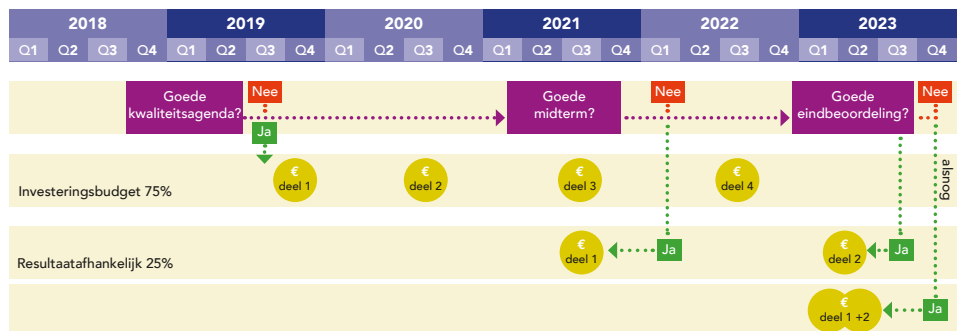 2018 2019 2020 2021 2022 2023
Q1 Q2 Q3 Q4 Q1 Q2 Q3 Q4 Q1 Q2 Q3 Q4 Q1 Q2 Q3 Q4 Q1 Q2 Q3 Q4 Q1 Q2 Q3 Q4
Goede
kwaliteitsagenda?
Nee
Ja
Goede
midterm?
Nee
Goede
eindbeoordeling?
Nee
Investeringsbudget 75%
€
deel 1
€
deel 2
€
deel 3
€
deel 4
alsnog
Resultaatafhankelijk 25%
€
deel 1
Ja
€
deel 2
Ja
€
deel 1 +2
Ja